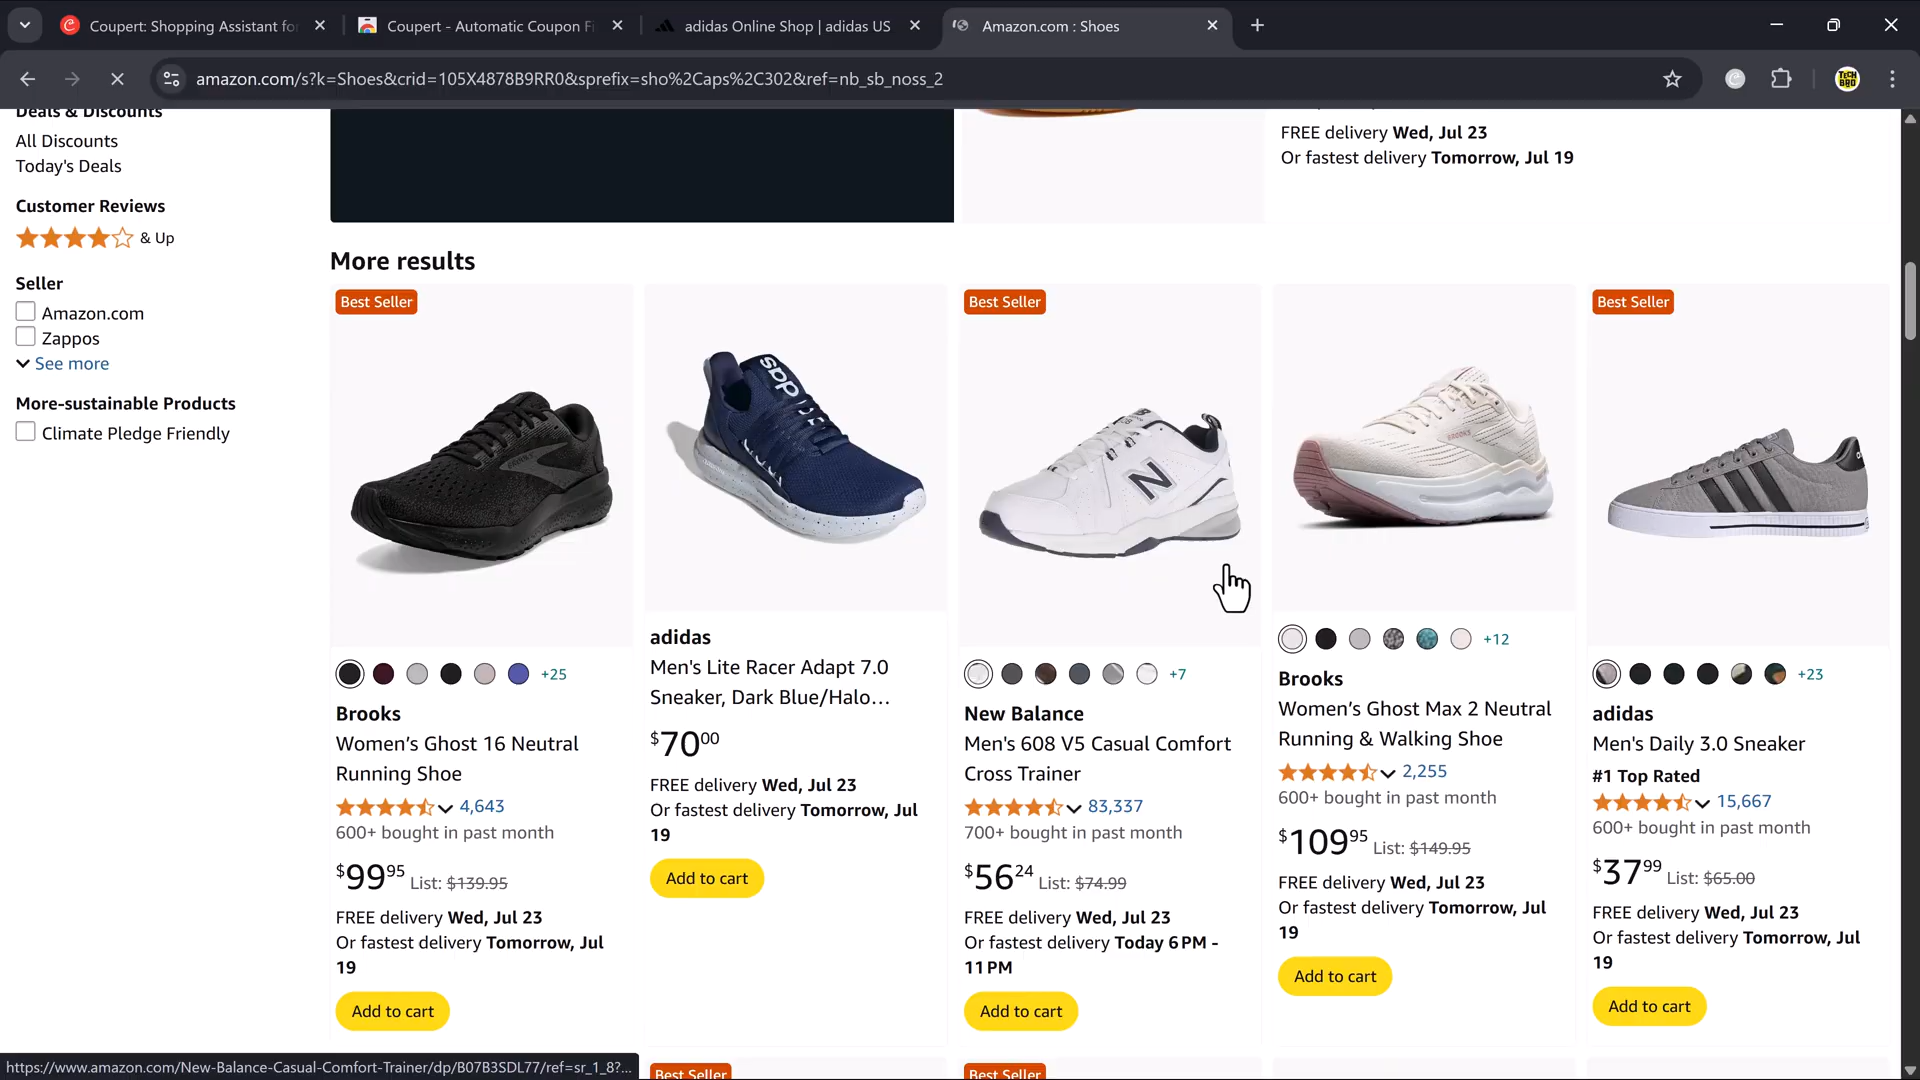 Coupert: Shopping Assistant fo
Coupert - Automatic Coupon Fi
adidas Online Shop | adidas US
Amazon.com : Shoes
amazon.com/s?k=Shoes&crid=105X4878B9RR0&sprefix=sho%2Caps%2C302&ref=nb_sb_noss_2
TECH
BRO
Deals & Discounts
All Discounts
Today's Deals
Customer Reviews
& Up
Seller
Amazon.com
Zappos
See more
More-sustainable Products
Climate Pledge Friendly
FREE delivery Wed, Jul 23
Or fastest delivery Tomorrow, Jul 19
More results
Best Seller
+25
Brooks
Women's Ghost 16 Neutral
Running Shoe
4,643
600+ bought in past month
$99.95 List: $139.95
FREE delivery Wed, Jul 23
Or fastest delivery Tomorrow, Jul
19
Add to cart
adidas
adidas
Men's Lite Racer Adapt 7.0
Sneaker, Dark Blue/Halo...
$70.00
FREE delivery Wed, Jul 23
Or fastest delivery Tomorrow, Jul
19
Add to cart
Best Seller
N
+7
New Balance
Men's 608 V5 Casual Comfort
Cross Trainer
83,337
700+ bought in past month
$56.24 List: $74.99
FREE delivery Wed, Jul 23
Or fastest delivery Today 6 PM -
11 PM
Add to cart
BROOKS
+12
Brooks
Women's Ghost Max 2 Neutral
Running & Walking Shoe
2,255
600+ bought in past month
$109.95 List: $149.95
FREE delivery Wed, Jul 23
Or fastest delivery Tomorrow, Jul
19
Add to cart
Best Seller
+23
adidas
Men's Daily 3.0 Sneaker
#1 Top Rated
15,667
600+ bought in past month
$37.99 List: $65.00
FREE delivery Wed, Jul 23
Or fastest delivery Tomorrow, Jul
19
Add to cart
Best Seller
Best Seller
https://www.amazon.com/New-Balance-Casual-Comfort-Trainer/dp/B07B3SDL77/ref=sr_1_8?...